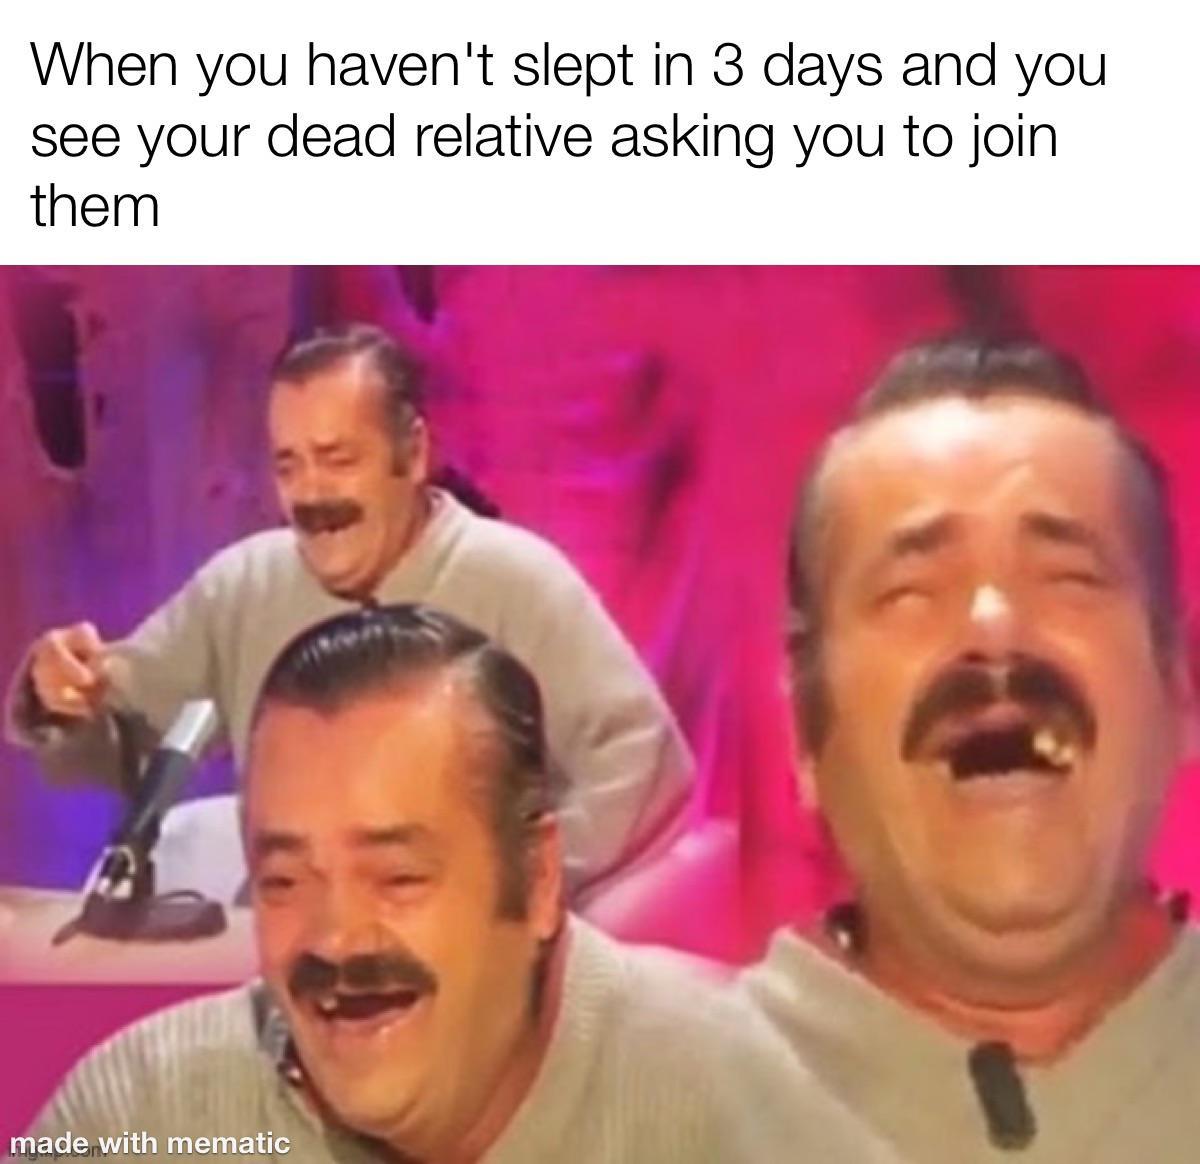 When you haven't slept in 3 days and you
see your dead relative asking you to join
them
made with mematic